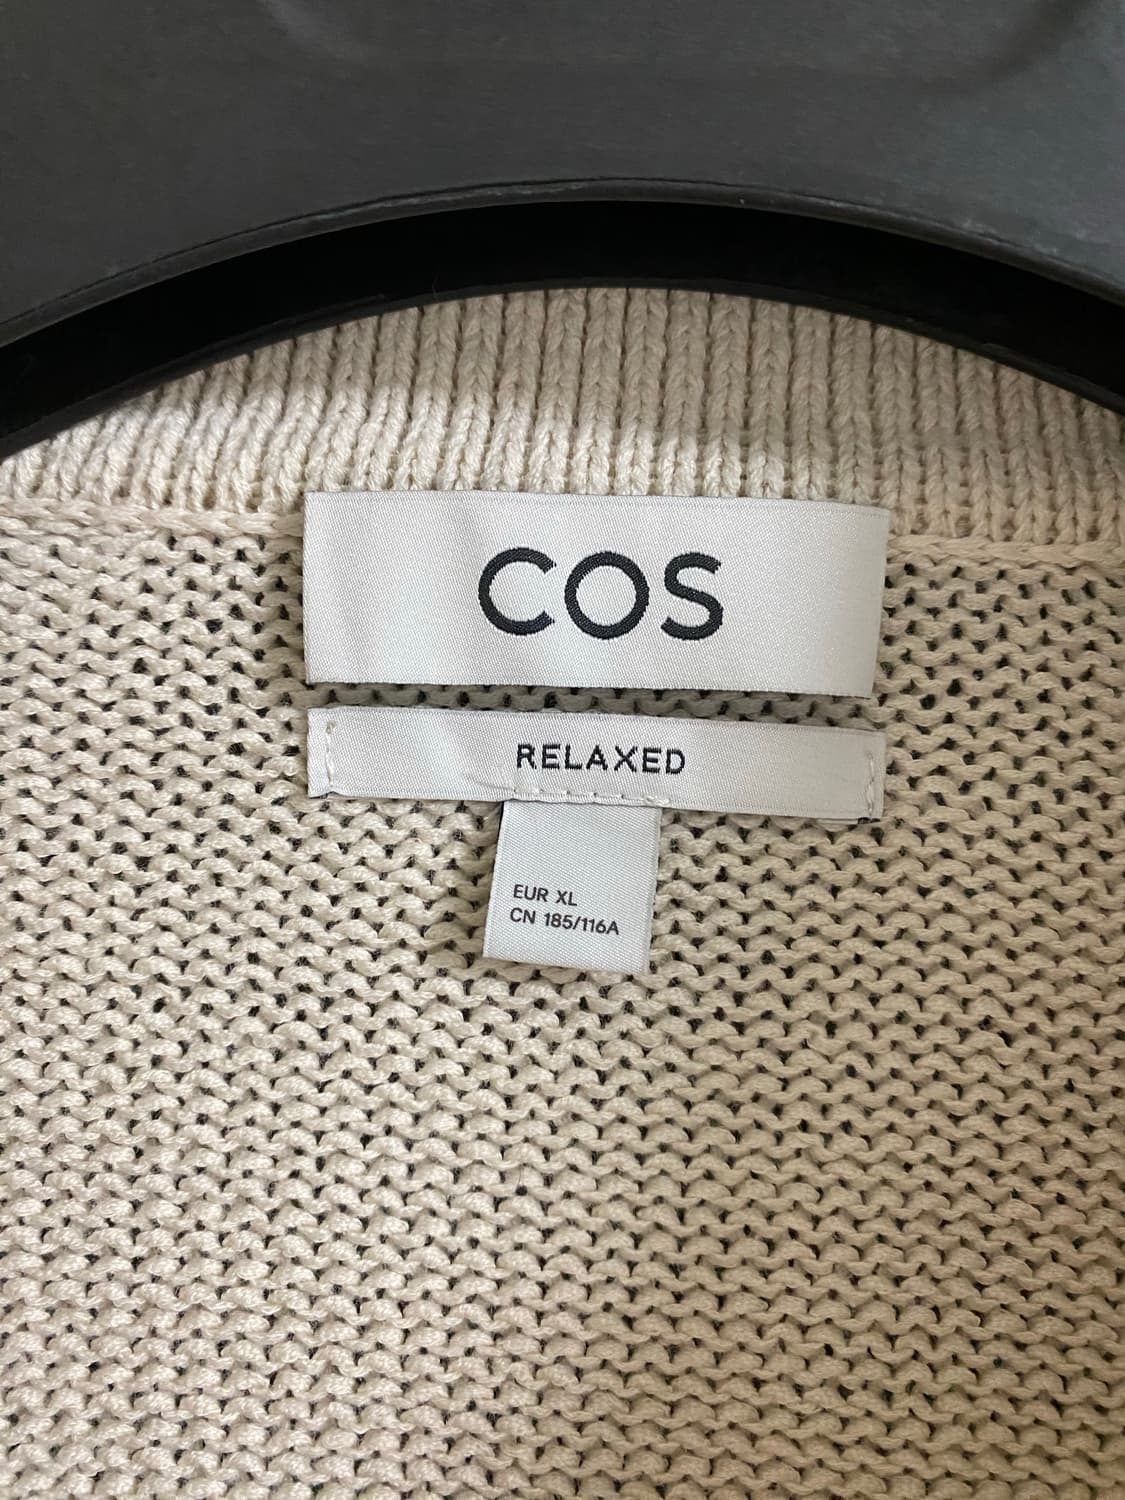 COS
RELAXED
EUR XL
CN 185/116A